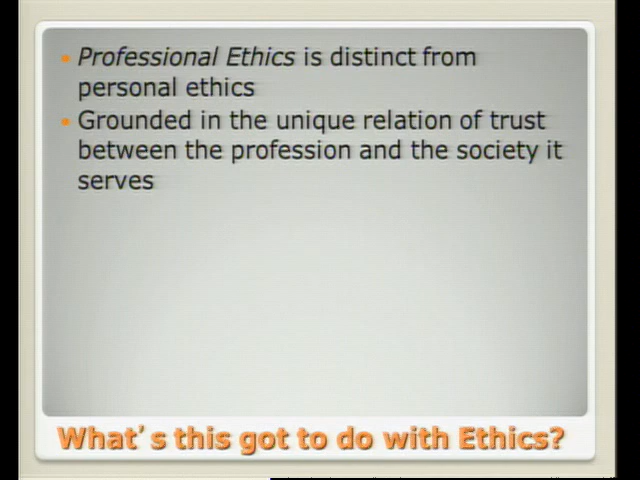 Professional Ethics is distinct from
personal ethics
Grounded in the unique relation of trust
between the profession and the society it
serves
What's this got to do with Ethics?